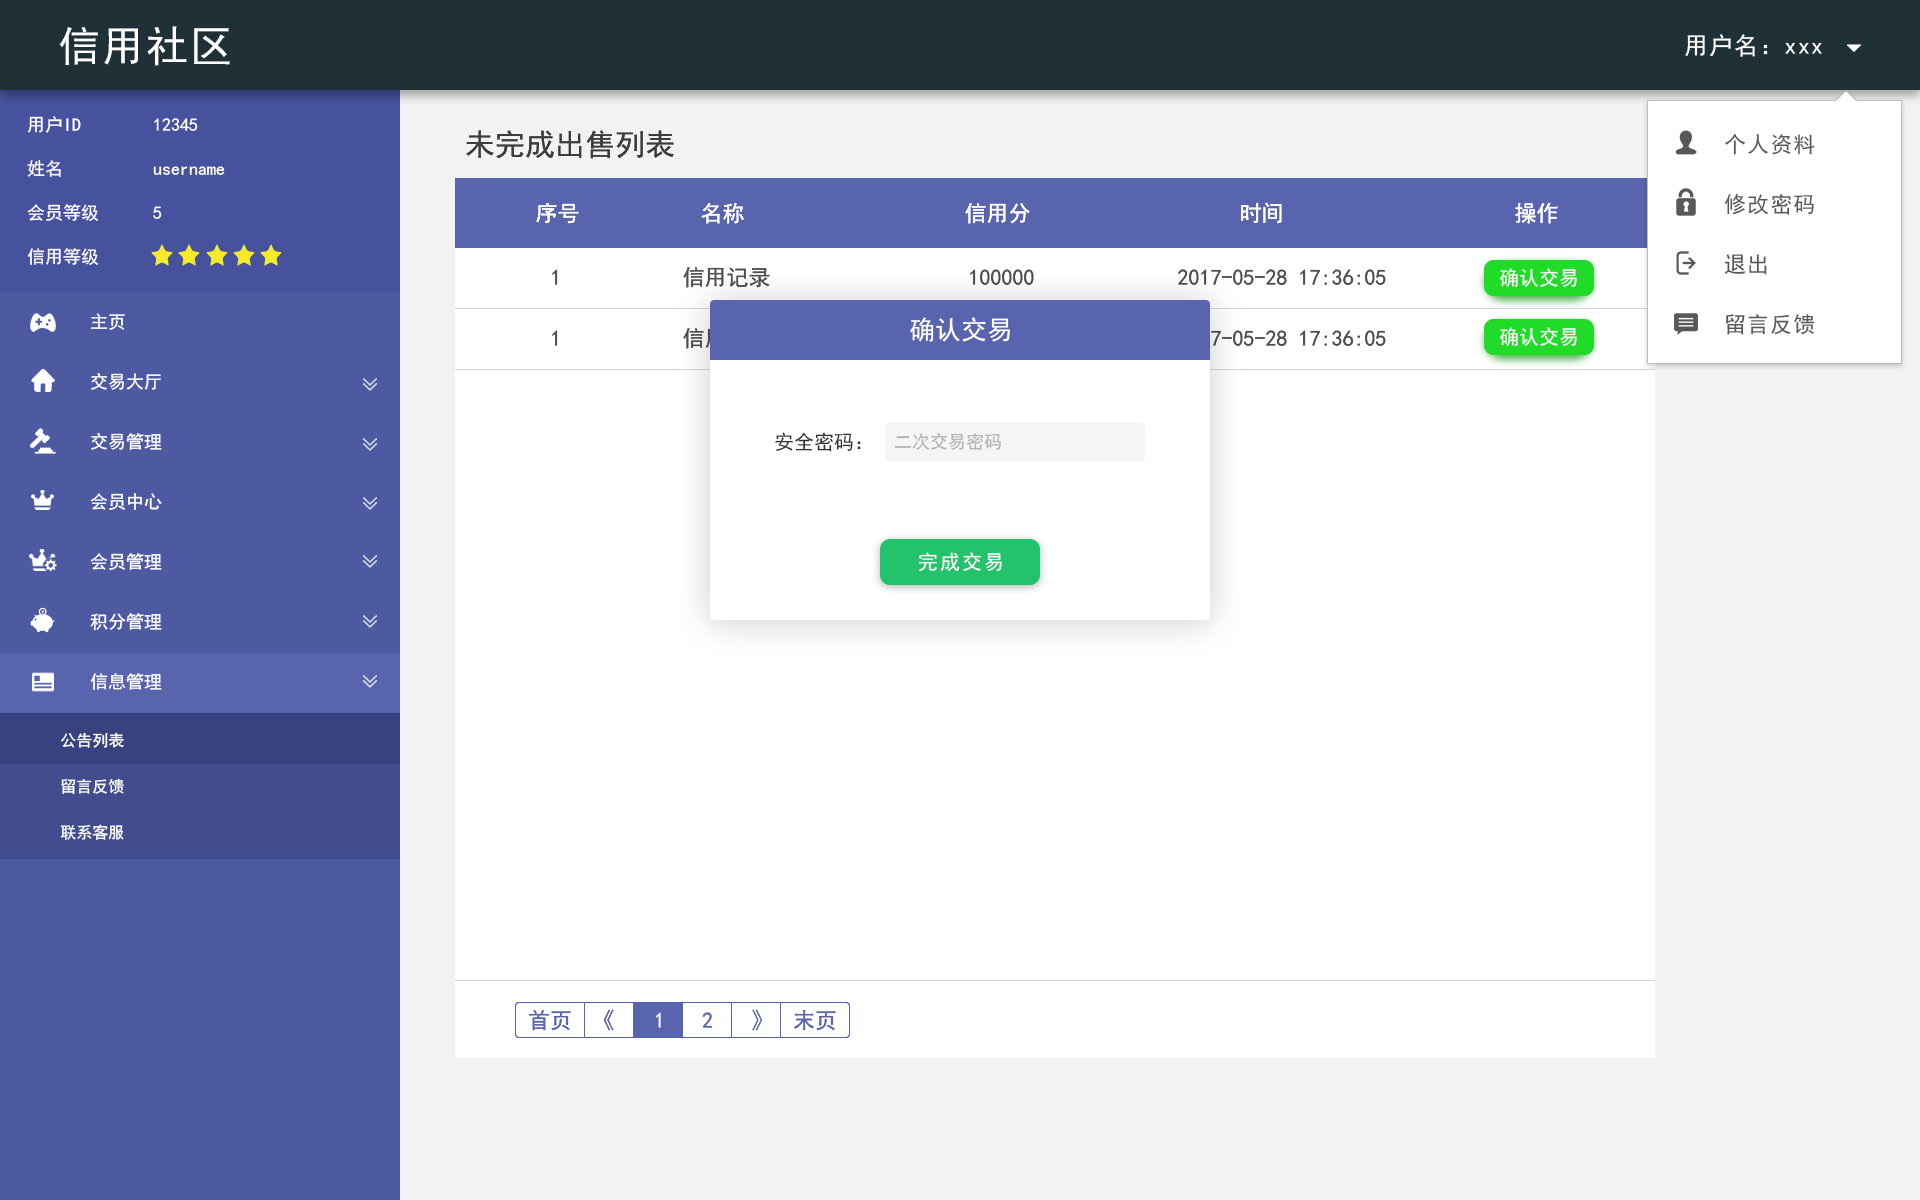 信用社区
用户名：xxx
用户ID 12345
姓名 username
会员等级 5
信用等级
主页
交易大厅
交易管理
会员中心
会员管理
积分管理
信息管理
公告列表
留言反馈
联系客服
未完成出售列表
序号 名称 信用分 时间 操作
1 信用记录 100000 2017-05-28 17:36:05 确认交易
1 信 7-05-28 17:36:05 确认交易
确认交易
安全密码： 二次交易密码
完成交易
首页 《 1 2 》 末页
个人资料
修改密码
退出
留言反馈